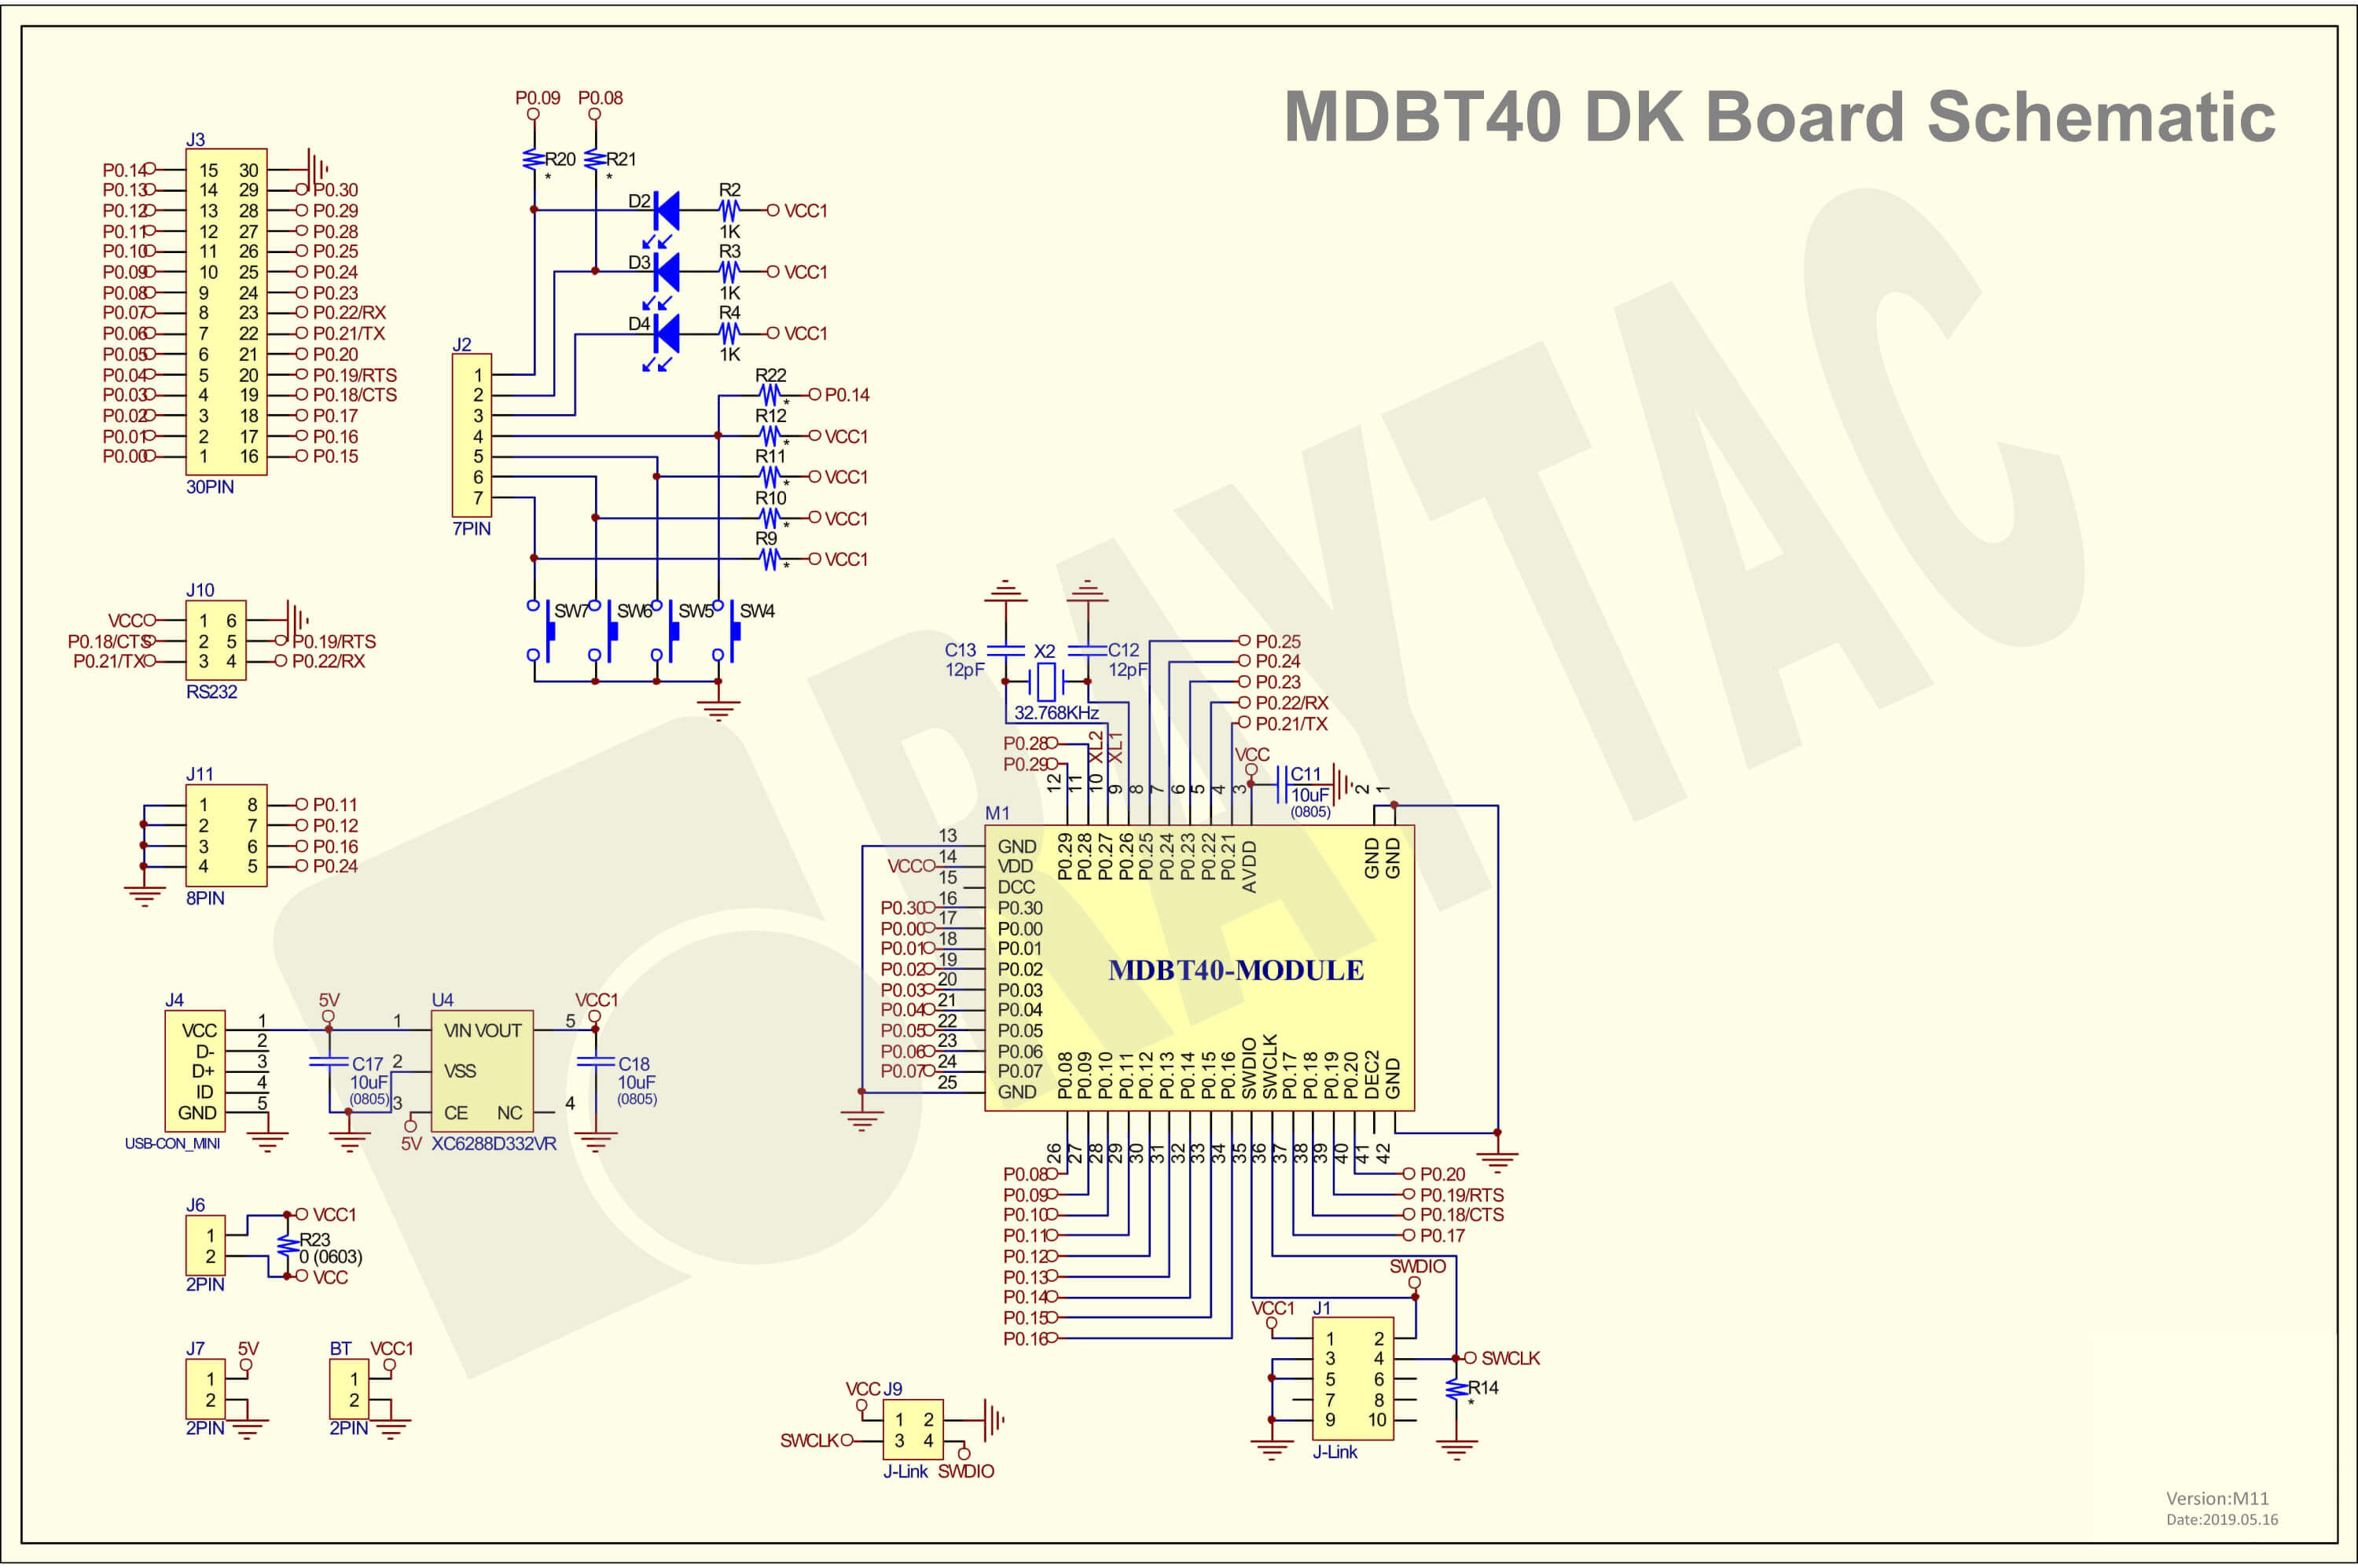 MDBT40 DK Board Schematic
RAYTAC
P0.09 P0.08
R20 R21
* *
J3
P0.14 15 30
P0.13 14 29 P0.30
P0.12 13 28 P0.29
P0.11 12 27 P0.28
P0.10 11 26 P0.25
P0.09 10 25 P0.24
P0.08 9 24 P0.23
P0.07 8 23 P0.22/RX
P0.06 7 22 P0.21/TX
P0.05 6 21 P0.20
P0.04 5 20 P0.19/RTS
P0.03 4 19 P0.18/CTS
P0.02 3 18 P0.17
P0.01 2 17 P0.16
P0.00 1 16 P0.15
30PIN
D2 R2 VCC1
1K
D3 R3 VCC1
1K
D4 R4 VCC1
1K
J2
1
2
3
4
5
6
7
7PIN
R22 * P0.14
R12 * VCC1
R11 * VCC1
R10 * VCC1
R9 * VCC1
SW7 SW6 SW5 SW4
J10
VCC 1 6
P0.18/CTS 2 5 P0.19/RTS
P0.21/TX 3 4 P0.22/RX
RS232
J11
1 8 P0.11
2 7 P0.12
3 6 P0.16
4 5 P0.24
8PIN
J4
VCC 1
D- 2
D+ 3
ID 4
GND 5
USB-CON_MINI
5V
C17
10uF
(0805)
U4
1 VIN VOUT 5
2 VSS
3 CE NC 4
5V
XC6288D332VR
VCC1
C18
10uF
(0805)
J6
1 VCC1
2 VCC
R23
0 (0603)
2PIN
J7 5V
1
2
2PIN
BT VCC1
1
2
2PIN
C13
12pF
X2
32.768KHz
C12
12pF
P0.25
P0.24
P0.23
P0.22/RX
P0.21/TX
P0.28
P0.29
XL2 XL1
VCC
C11
10uF
(0805)
12 11 10 9 8 7 6 5 4 3 2 1
M1
P0.29 P0.28 P0.27 P0.26 P0.25 P0.24 P0.23 P0.22 P0.21 AVDD GND GND
13 GND
VCC 14 VDD
15 DCC
P0.30 16 P0.30
P0.00 17 P0.00
P0.01 18 P0.01
P0.02 19 P0.02
P0.03 20 P0.03
P0.04 21 P0.04
P0.05 22 P0.05
P0.06 23 P0.06
P0.07 24 P0.07
25 GND
MDBT40-MODULE
P0.08 P0.09 P0.10 P0.11 P0.12 P0.13 P0.14 P0.15 P0.16 SWDIO SWCLK P0.17 P0.18 P0.19 P0.20 DEC2 GND
26 27 28 29 30 31 32 33 34 35 36 37 38 39 40 41 42
P0.08
P0.09
P0.10
P0.11
P0.12
P0.13
P0.14
P0.15
P0.16
P0.20
P0.19/RTS
P0.18/CTS
P0.17
SWDIO
VCC1 J1
1 2
3 4 SWCLK
5 6
7 8
9 10
J-Link
R14
*
VCC J9
1 2
SWCLK 3 4
J-Link SWDIO
Version:M11
Date:2019.05.16